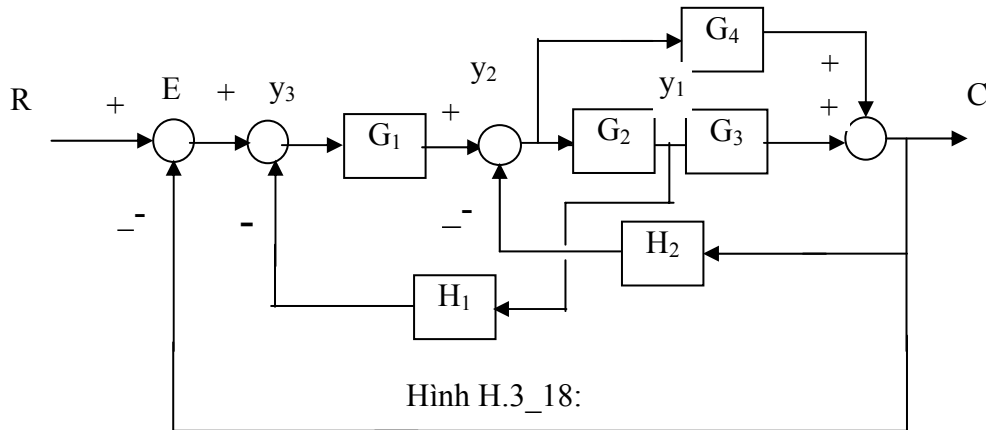 G₄
+
y₂
y₁
R
+
E
+
y₃
+
+
C
G₁
G₂
G₃
_-
-
_-
H₂
H₁
Hình H.3_18: